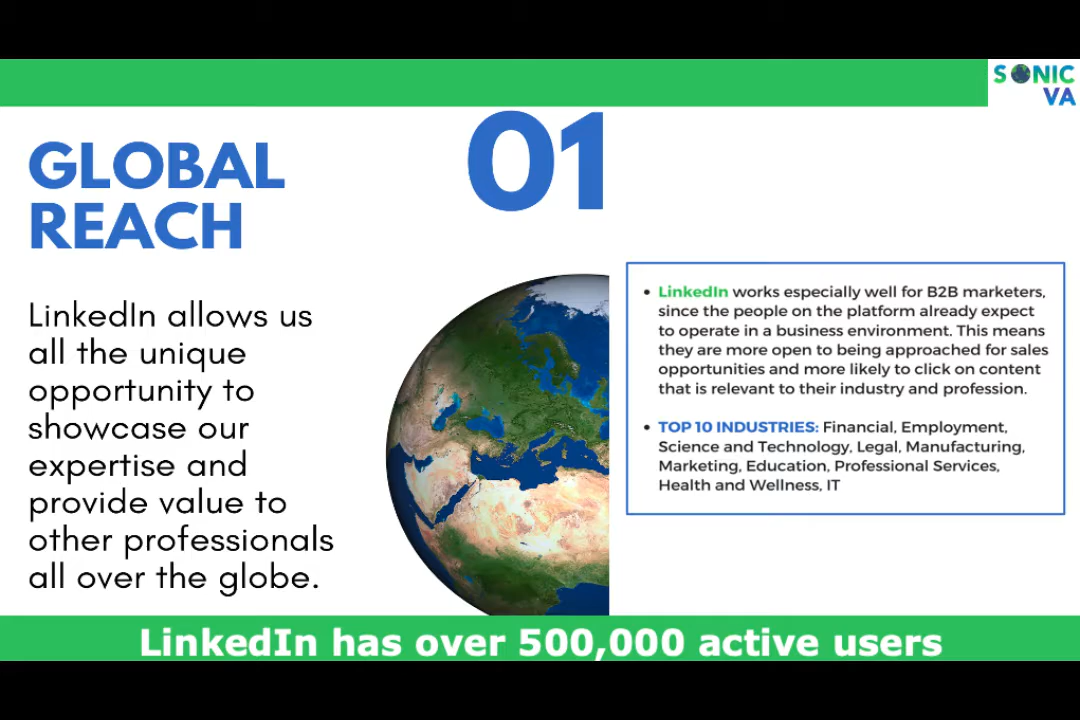 SONIC
VA
GLOBAL
REACH
01
LinkedIn allows us
all the unique
opportunity to
showcase our
expertise and
provide value to
other professionals
all over the globe.
• LinkedIn works especially well for B2B marketers,
since the people on the platform already expect
to operate in a business environment. This means
they are more open to being approached for sales
opportunities and more likely to click on content
that is relevant to their industry and profession.
• TOP 10 INDUSTRIES: Financial, Employment,
Science and Technology, Legal, Manufacturing,
Marketing, Education, Professional Services,
Health and Wellness, IT
LinkedIn has over 500,000 active users